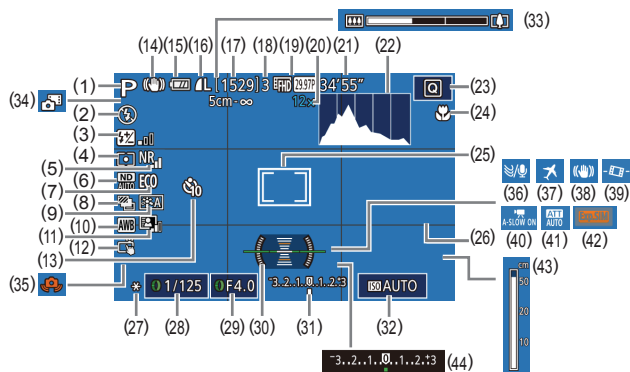 (33)
(14) (15) (16) (17) (18) (19) (20) (21) (22)
(1) P L [1529] 3 FHD 29.97P 34'55" Q (23)
(34) 5cm-∞ 12x
(2) (24)
(3)
(4) NR
(5) (25)
(6) ND AUTO ECO
(7) (36) (37) (38) (39)
(8) A 10
(9) A-SLOW ON ATT AUTO Exp.SIM
(10) AWB (26) (40) (41) (42)
(11)
(12)
(13) cm (43)
(35) 50
* 1/125 F4.0 -3..2..1..0..1..2..+3 ISO AUTO 20
(27) (28) (29) (30) (31) (32) 10
-3..2..1..0..1..2..+3 (44)